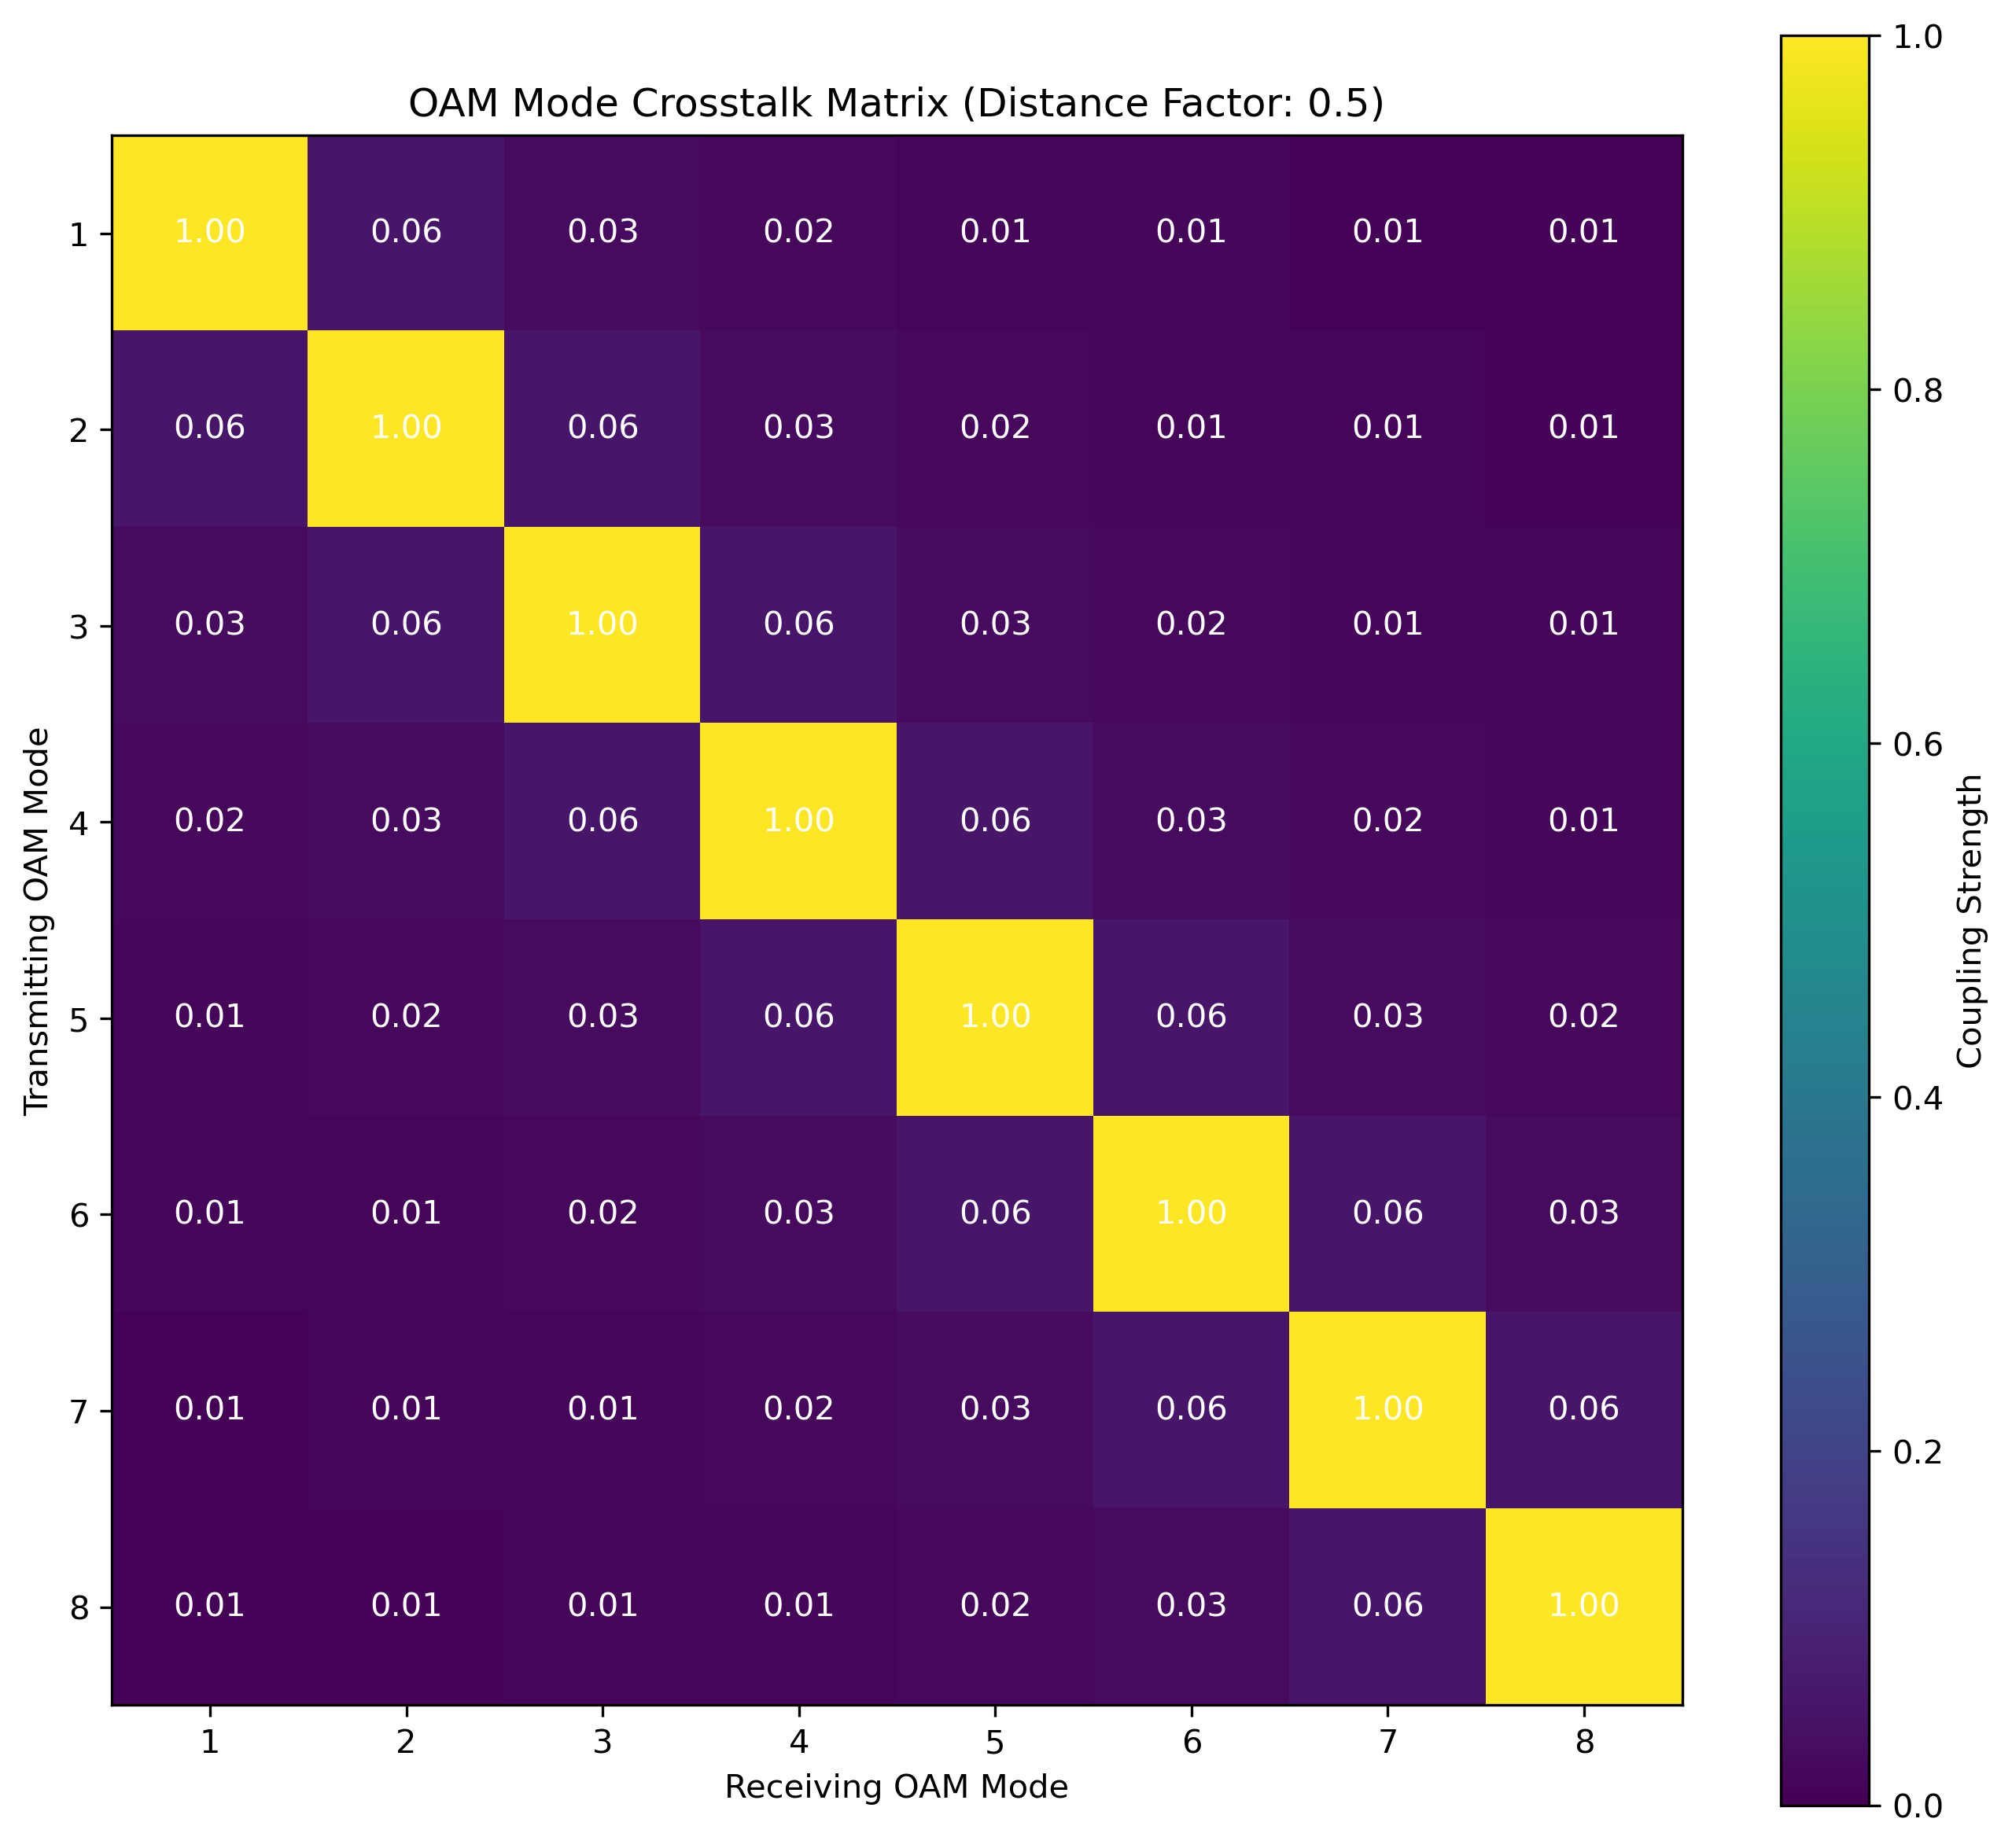 OAM Mode Crosstalk Matrix (Distance Factor: 0.5)
Transmitting OAM Mode
1 1.00 0.06 0.03 0.02 0.01 0.01 0.01 0.01
2 0.06 1.00 0.06 0.03 0.02 0.01 0.01 0.01
3 0.03 0.06 1.00 0.06 0.03 0.02 0.01 0.01
4 0.02 0.03 0.06 1.00 0.06 0.03 0.02 0.01
5 0.01 0.02 0.03 0.06 1.00 0.06 0.03 0.02
6 0.01 0.01 0.02 0.03 0.06 1.00 0.06 0.03
7 0.01 0.01 0.01 0.02 0.03 0.06 1.00 0.06
8 0.01 0.01 0.01 0.01 0.02 0.03 0.06 1.00
1 2 3 4 5 6 7 8
Receiving OAM Mode
1.0
0.8
0.6
0.4
0.2
0.0
Coupling Strength